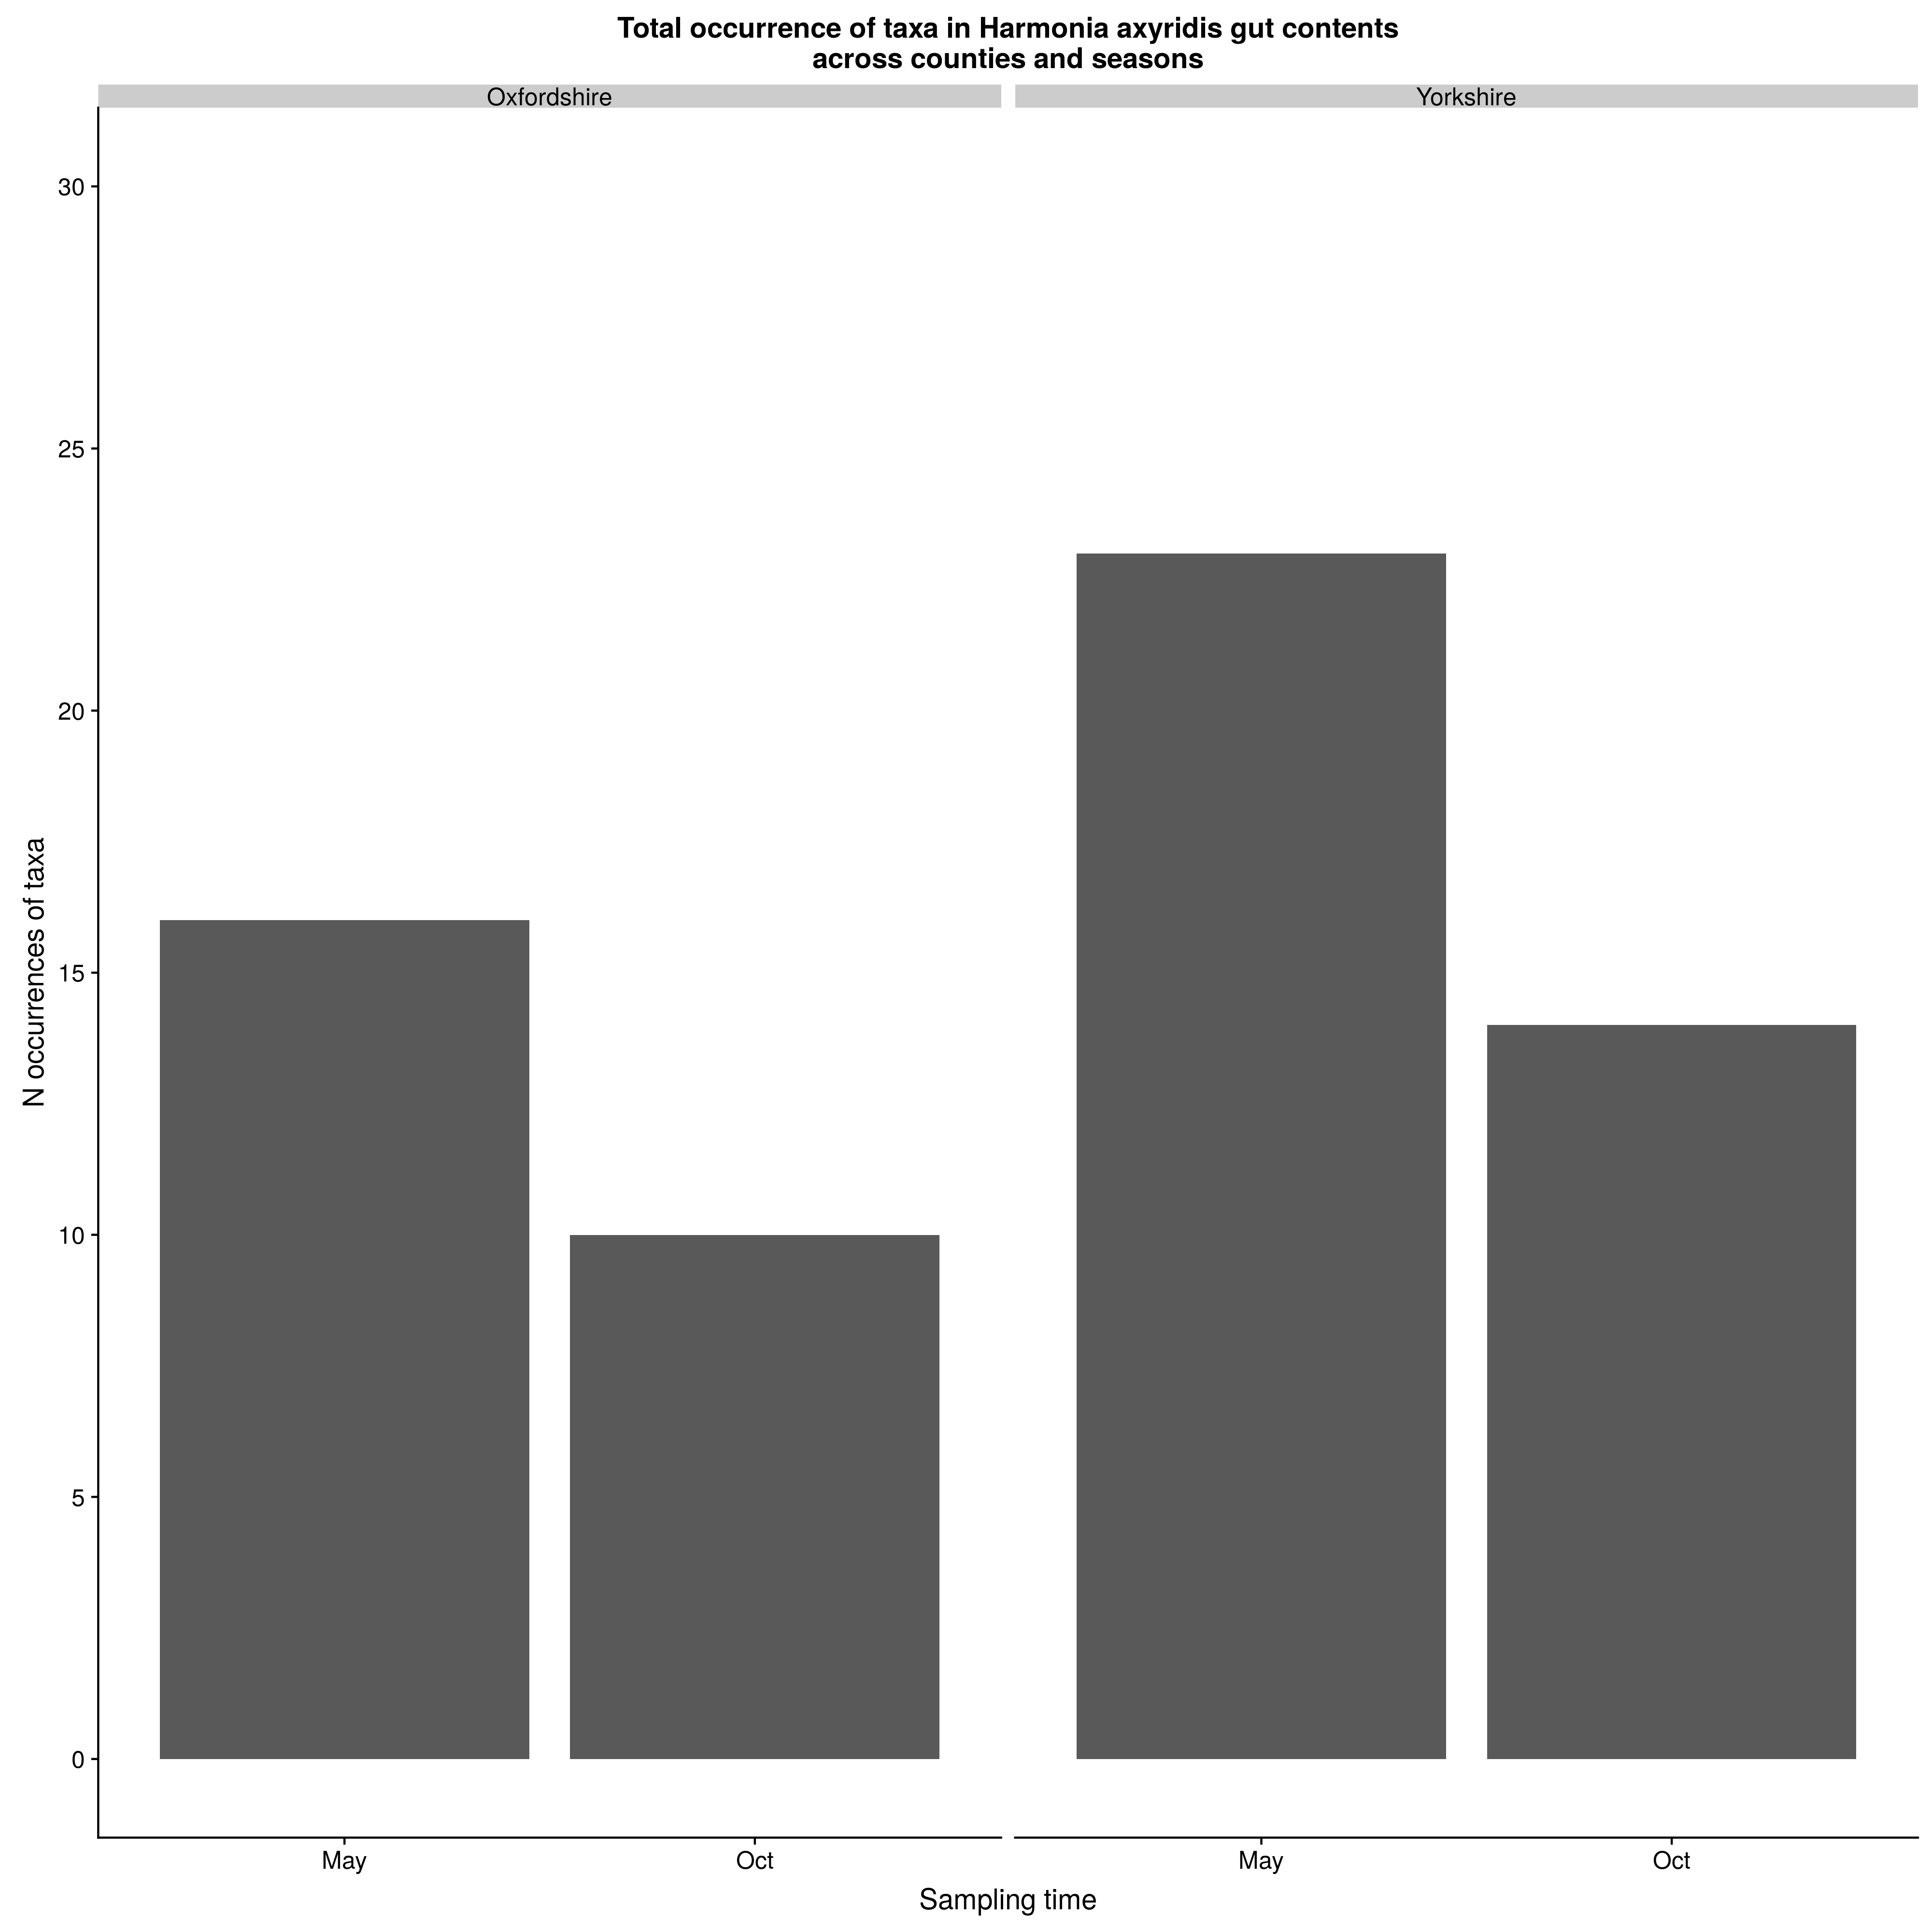 Total occurrence of taxa in Harmonia axyridis gut contents
across counties and seasons
Oxfordshire
Yorkshire
30
25
20
15
10
5
0
N occurrences of taxa
May
Oct
May
Oct
Sampling time